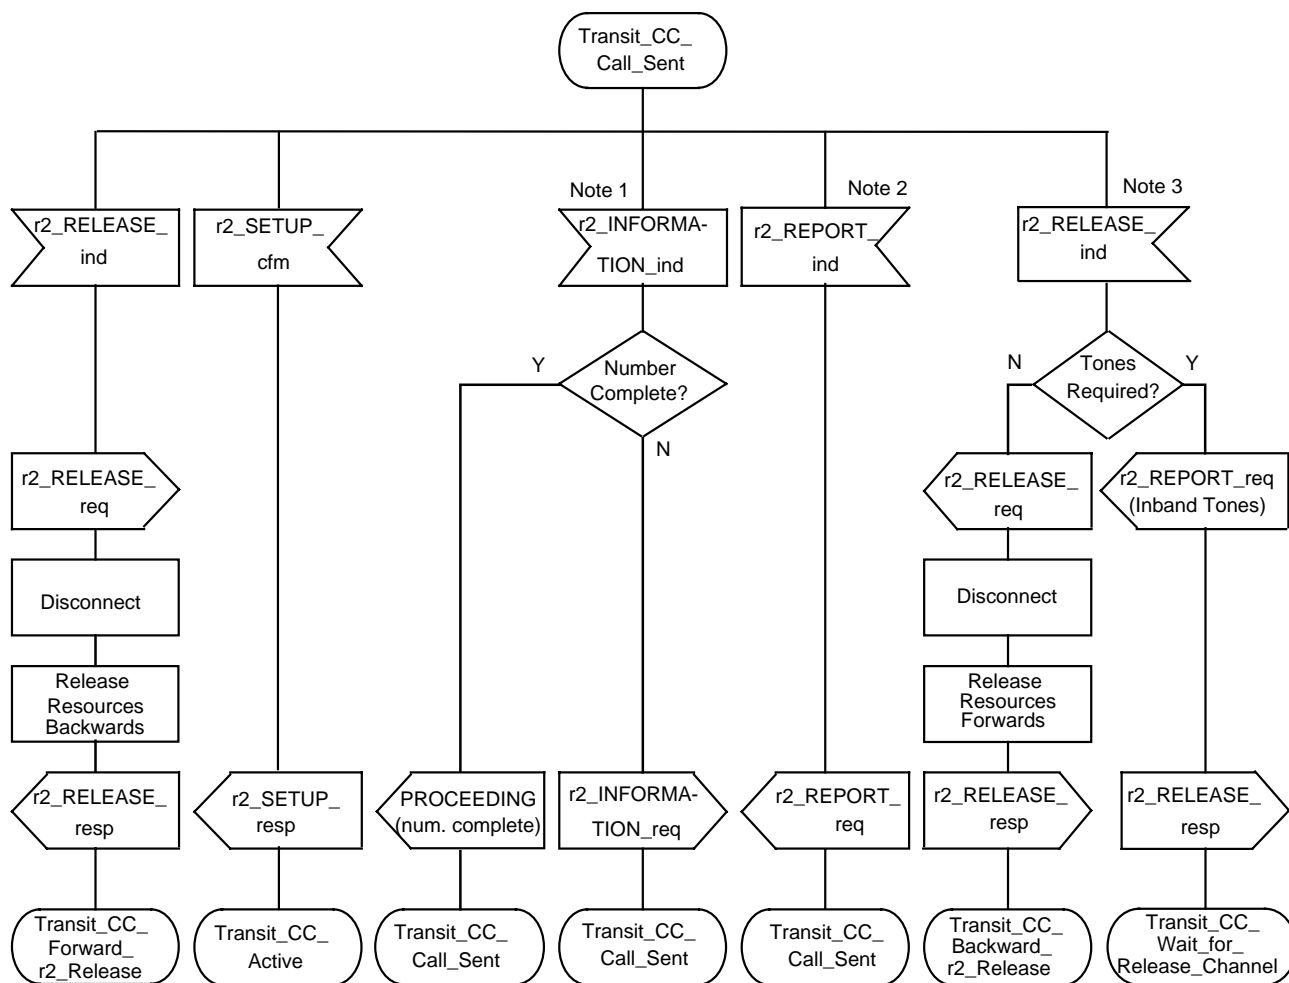 Transit_CC_
Call_Sent
Note 1
Note 2
Note 3
r2_RELEASE_
ind
r2_SETUP_
cfm
r2_INFORMA-
TION_ind
r2_REPORT_
ind
r2_RELEASE_
ind
Y
Number
Complete?
N
N
Tones
Required?
Y
r2_RELEASE_
req
r2_RELEASE_
req
r2_REPORT_req
(Inband Tones)
Disconnect
Disconnect
Release
Resources
Backwards
Release
Resources
Forwards
r2_RELEASE_
resp
r2_SETUP_
resp
PROCEEDING
(num. complete)
r2_INFORMA-
TION_req
r2_REPORT_
req
r2_RELEASE_
resp
r2_RELEASE_
resp
Transit_CC_
Forward_
r2_Release
Transit_CC_
Active
Transit_CC_
Call_Sent
Transit_CC_
Call_Sent
Transit_CC_
Call_Sent
Transit_CC_
Backward_
r2_Release
Transit_CC_
Wait_for_
Release_Channel